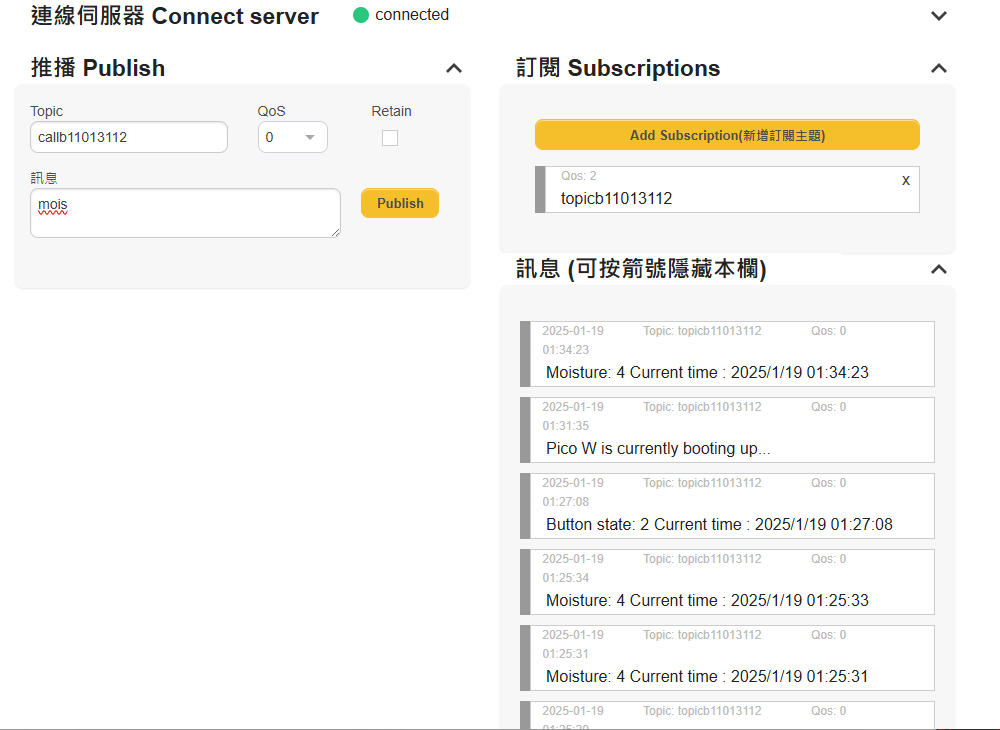 連線伺服器 Connect server
connected
推播 Publish
Topic
QoS
Retain
callb11013112
0
訊息
mois
Publish
訂閱 Subscriptions
Add Subscription(新增訂閱主題)
Qos: 2
X
topicb11013112
訊息 (可按箭號隱藏本欄)
2025-01-19 Topic: topicb11013112 Qos: 0
01:34:23
Moisture: 4 Current time : 2025/1/19 01:34:23
2025-01-19 Topic: topicb11013112 Qos: 0
01:31:35
Pico W is currently booting up...
2025-01-19 Topic: topicb11013112 Qos: 0
01:27:08
Button state: 2 Current time : 2025/1/19 01:27:08
2025-01-19 Topic: topicb11013112 Qos: 0
01:25:34
Moisture: 4 Current time : 2025/1/19 01:25:33
2025-01-19 Topic: topicb11013112 Qos: 0
01:25:31
Moisture: 4 Current time : 2025/1/19 01:25:31
2025-01-19 Topic: topicb11013112 Qos: 0